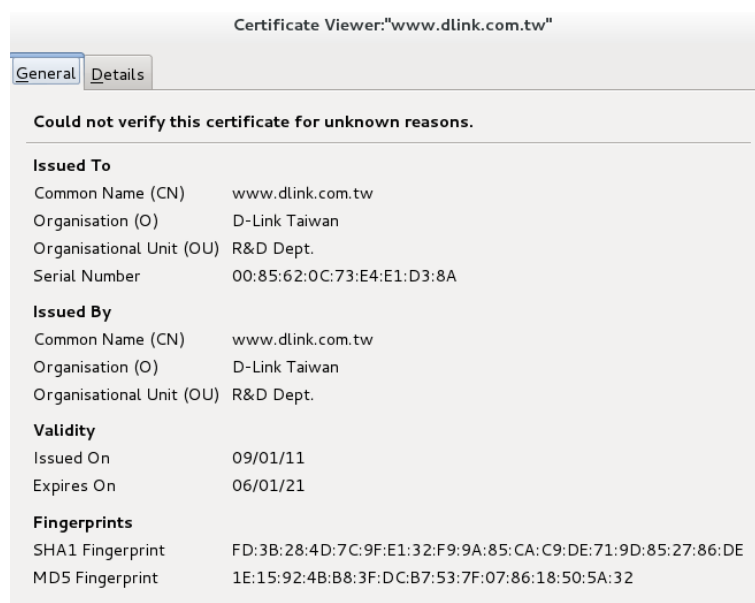 Certificate Viewer:"www.dlink.com.tw"
General Details
Could not verify this certificate for unknown reasons.
Issued To
Common Name (CN) www.dlink.com.tw
Organisation (O) D-Link Taiwan
Organisational Unit (OU) R&D Dept.
Serial Number 00:85:62:0C:73:E4:E1:D3:8A
Issued By
Common Name (CN) www.dlink.com.tw
Organisation (O) D-Link Taiwan
Organisational Unit (OU) R&D Dept.
Validity
Issued On 09/01/11
Expires On 06/01/21
Fingerprints
SHA1 Fingerprint FD:3B:28:4D:7C:9F:E1:32:F9:9A:85:CA:C9:DE:71:9D:85:27:86:DE
MD5 Fingerprint 1E:15:92:4B:B8:3F:DC:B7:53:7F:07:86:18:50:5A:32